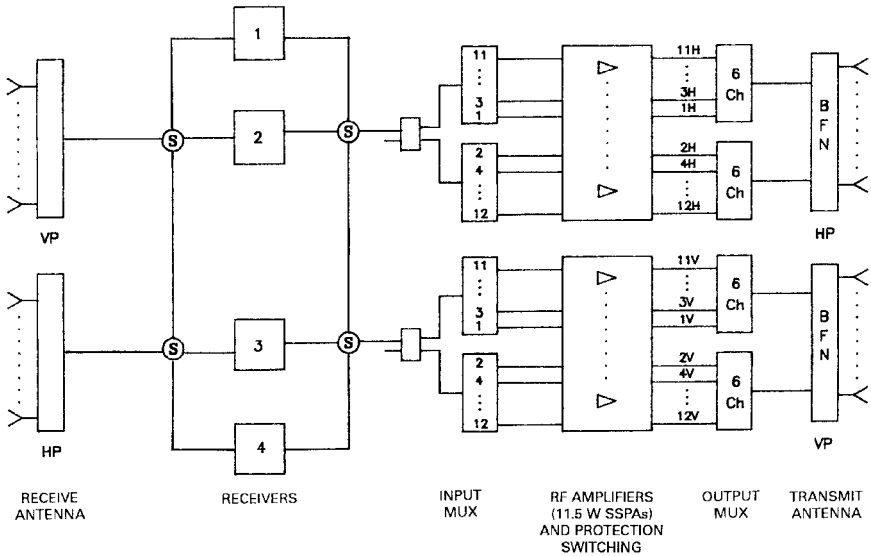 1
2
3
4
S
S
S
S
VP
HP
11
3
1
2
4
12
11
3
1
2
4
12
11H
3H
1H
2H
4H
12H
11V
3V
1V
2V
4V
12V
6
Ch
6
Ch
6
Ch
6
Ch
B
F
N
HP
B
F
N
VP
RECEIVE
ANTENNA
RECEIVERS
INPUT
MUX
RF AMPLIFIERS
(11.5 W SSPAs)
AND PROTECTION
SWITCHING
OUTPUT
MUX
TRANSMIT
ANTENNA